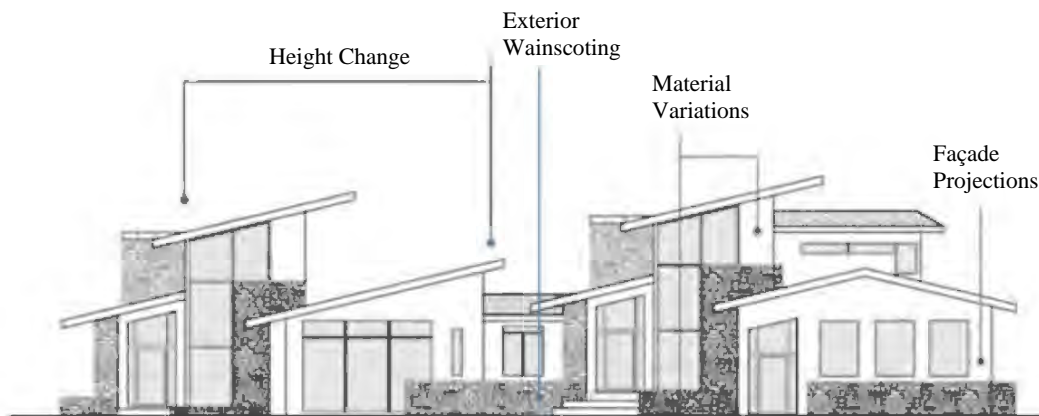 Exterior
Wainscoting
Height Change
Material
Variations
Façade
Projections